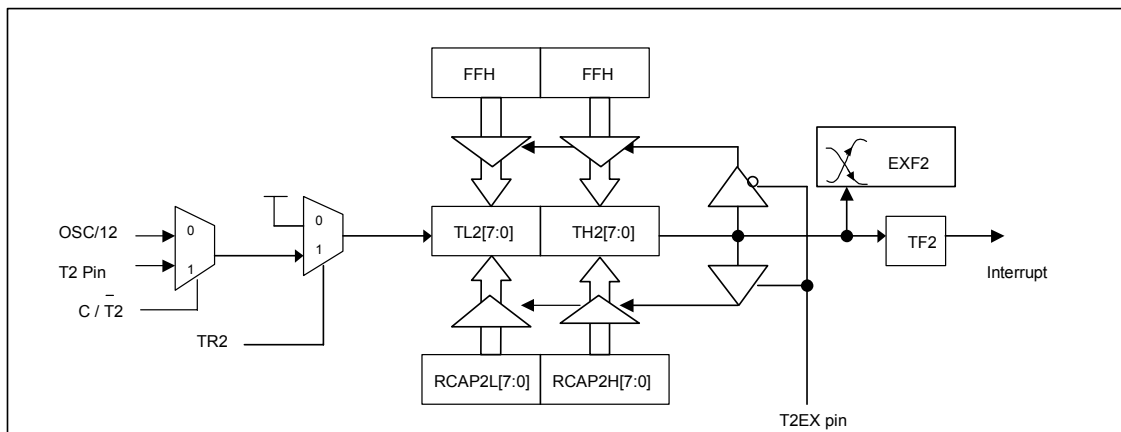 FFH FFH
EXF2
0
OSC/12 0 TL2[7:0] TH2[7:0] TF2
1
T2 Pin 1 Interrupt
C / T̅2
TR2
RCAP2L[7:0] RCAP2H[7:0]
T2EX pin